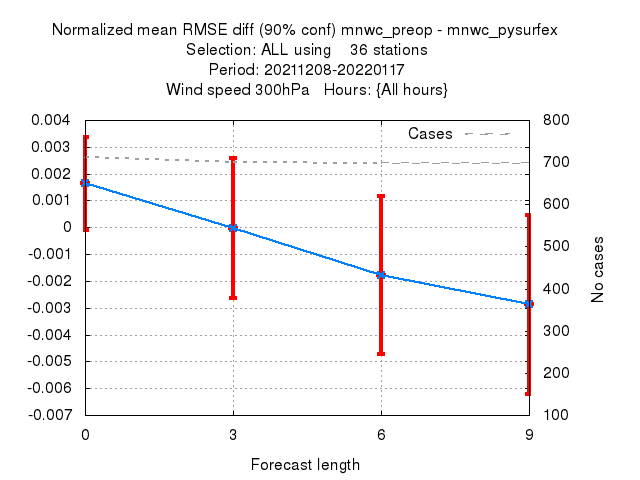 Normalized mean RMSE diff (90% conf) mnwc_preop - mnwc_pysurfex
Selection: ALL using 36 stations
Period: 20211208-20220117
Wind speed 300hPa Hours: {All hours}
Cases
0.004
0.003
0.002
0.001
0
-0.001
-0.002
-0.003
-0.004
-0.005
-0.006
-0.007
800
700
600
500
400
300
200
100
No cases
0 3 6 9
Forecast length